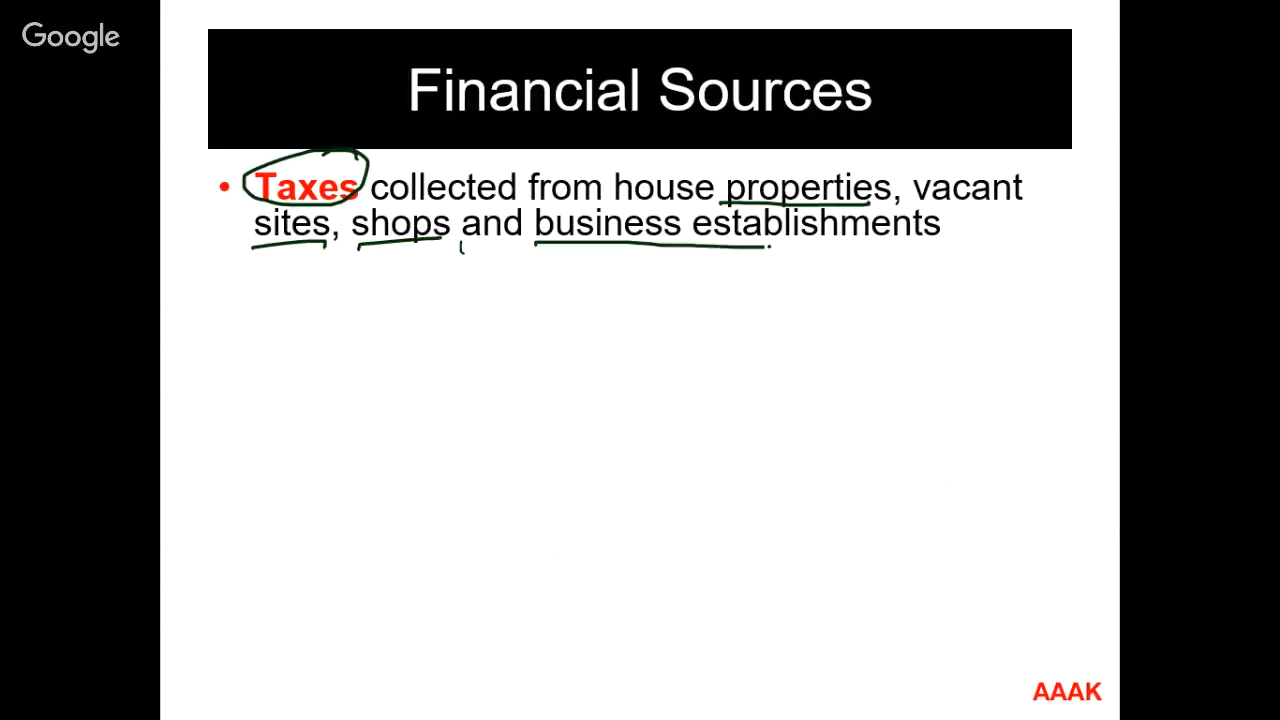 Google
Financial Sources
• Taxes collected from house properties, vacant
sites, shops and business establishments
AAAK